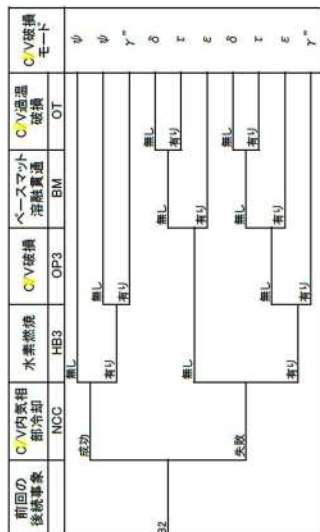 前回の
後続事象
C/V内気相
部冷却
水素燃焼
C/V破損
ベースマット
溶融貫通
C/V過温
破損
C/V破損
モード
NCC
HB3
OP3
BM
OT
成功
失敗
無し
有り
無し
有り
無し
有り
無し
有り
無し
有り
無し
有り
無し
有り
無し
有り
ψ
ψ
γ"
δ
τ
ε
δ
τ
ε